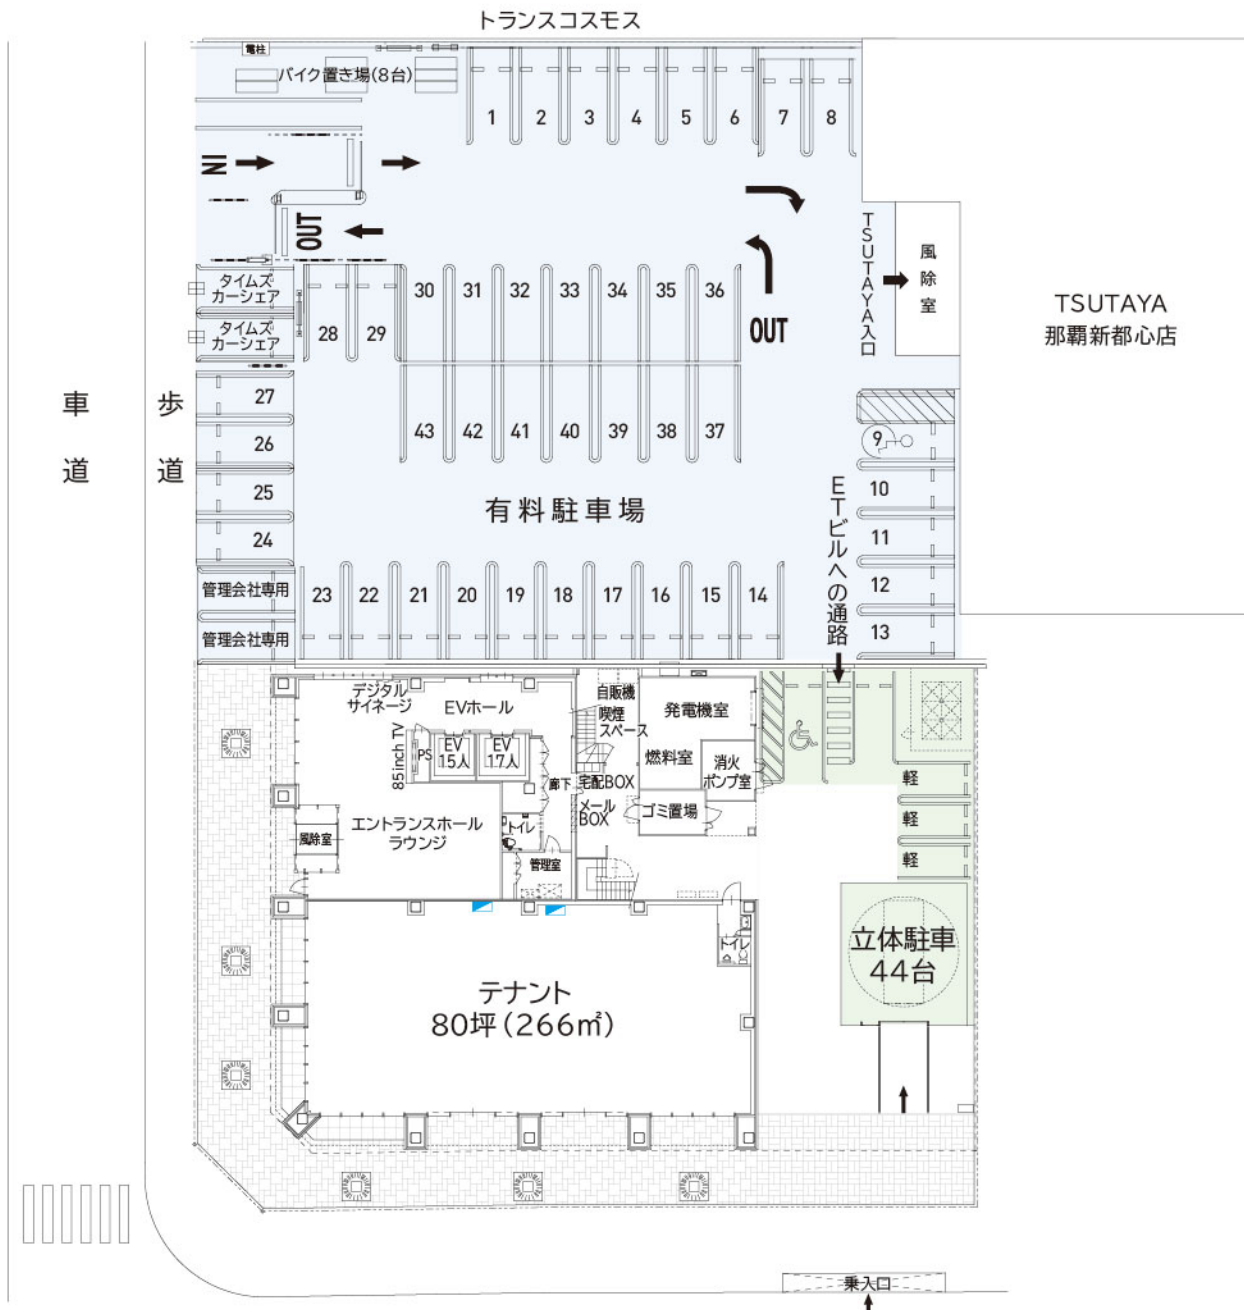 トランスコスモス
電柱
バイク置き場(8台)
1
2
3
4
5
6
7
8
IN
OUT
OUT
TSUTAYA入口
風除室
TSUTAYA
那覇新都心店
タイムズ
カーシェア
タイムズ
カーシェア
28
29
30
31
32
33
34
35
36
車道
歩道
27
26
25
24
43
42
41
40
39
38
37
9
10
11
12
13
有料駐車場
ETビルへの通路
管理会社専用
管理会社専用
23
22
21
20
19
18
17
16
15
14
デジタル
サイネージ
EVホール
85inch TV
PS
EV
15人
EV
17人
自販機
喫煙
スペース
発電機室
燃料室
消火
ポンプ室
廊下
宅配BOX
メール
BOX
ゴミ置場
風除室
エントランスホール
ラウンジ
トイレ
管理室
軽
軽
軽
トイレ
立体駐車
44台
テナント
80坪(266㎡)
乗入口